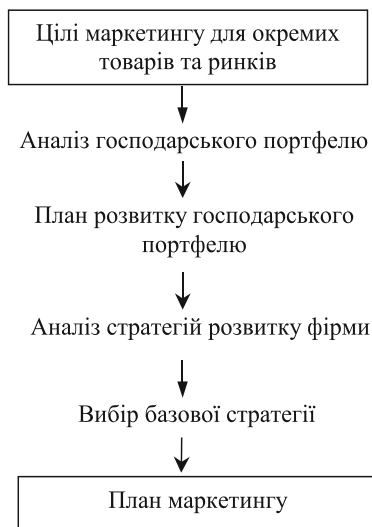 Цілі маркетингу для окремих
товарів та ринків
Аналіз господарського портфелю
План розвитку господарського
портфелю
Аналіз стратегій розвитку фірми
Вибір базової стратегії
План маркетингу